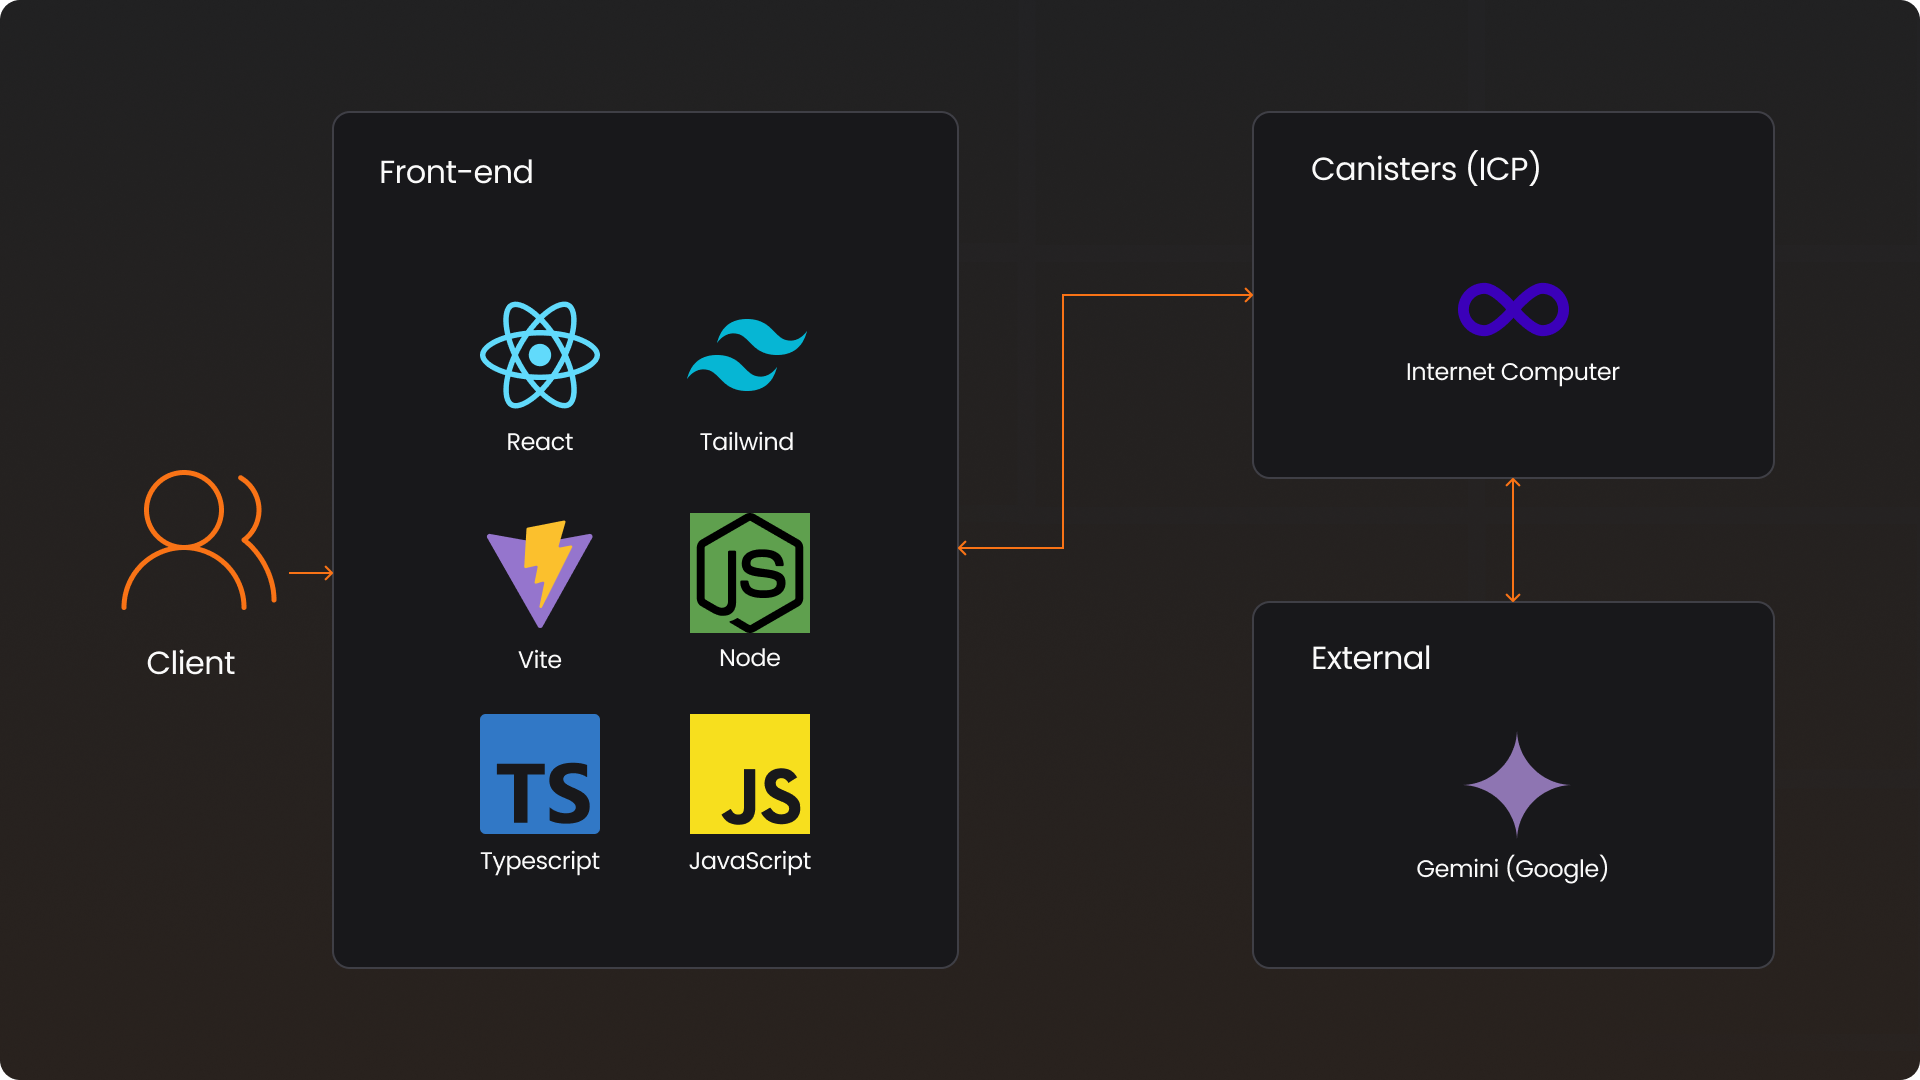 Front-end
React
Tailwind
Vite
JS
Node
TS
JS
Typescript
JavaScript
Client
Canisters (ICP)
Internet Computer
External
Gemini (Google)